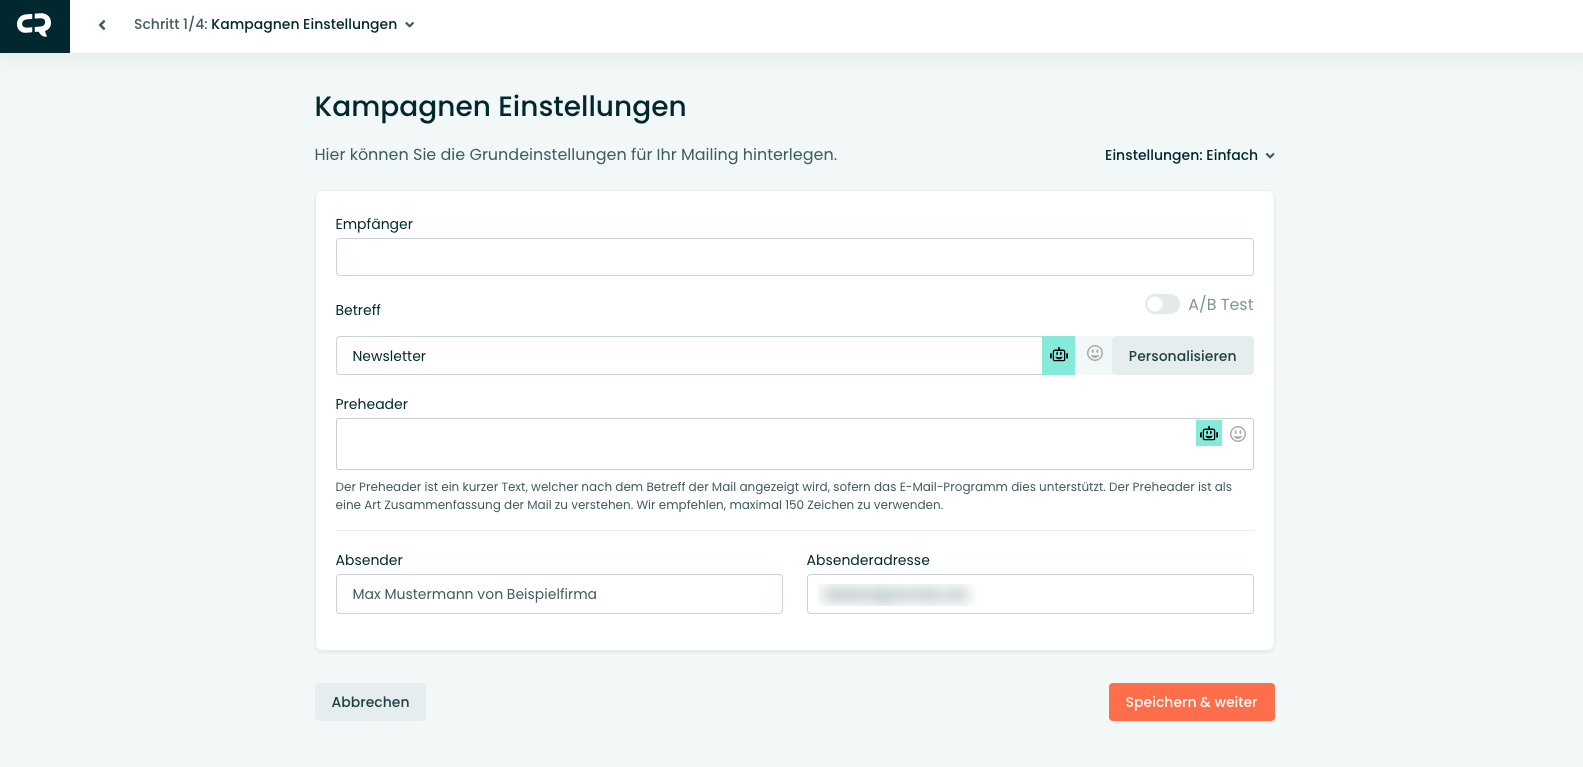 CR
Schritt 1/4: Kampagnen Einstellungen
Kampagnen Einstellungen
Hier können Sie die Grundeinstellungen für Ihr Mailing hinterlegen.
Einstellungen: Einfach
Empfänger
Betreff
A/B Test
Newsletter
Personalisieren
Preheader
Der Preheader ist ein kurzer Text, welcher nach dem Betreff der Mail angezeigt wird, sofern das E-Mail-Programm dies unterstützt. Der Preheader ist als
eine Art Zusammenfassung der Mail zu verstehen. Wir empfehlen, maximal 150 Zeichen zu verwenden.
Absender
Absenderadresse
Max Mustermann von Beispielfirma
Abbrechen
Speichern & weiter